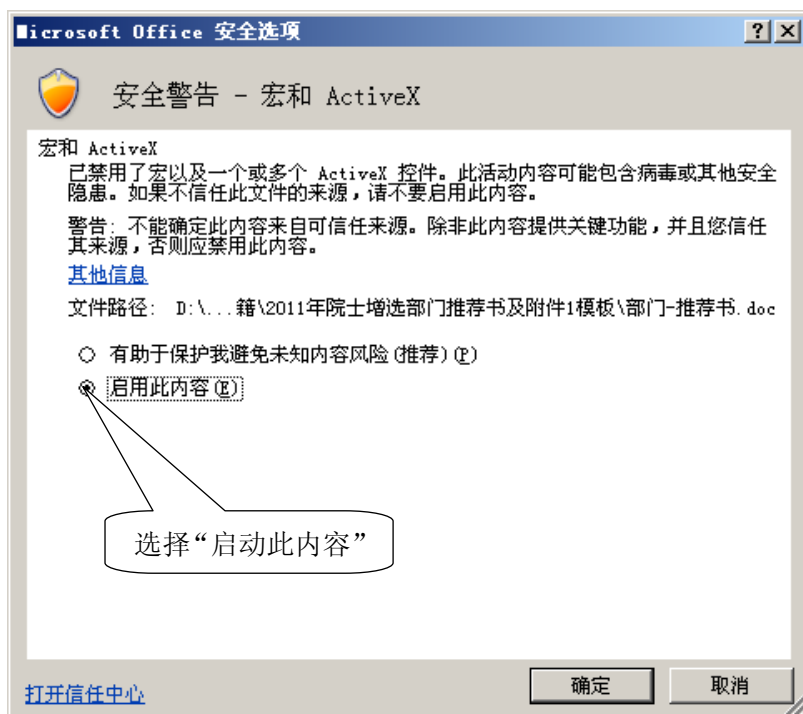 Microsoft Office 安全选项
安全警告 - 宏和 ActiveX
宏和 ActiveX
已禁用了宏以及一个或多个 ActiveX 控件。此活动内容可能包含病毒或其他安全
隐患。如果不信任此文件的来源，请不要启用此内容。
警告: 不能确定此内容来自可信任来源。除非此内容提供关键功能，并且您信任
其来源，否则应禁用此内容。
其他信息
文件路径: D:\...籍\2011年院士增选部门推荐书及附件1模板\部门-推荐书.doc
有助于保护我避免未知内容风险(推荐)(P)
启用此内容(E)
选择“启动此内容”
打开信任中心
确定
取消